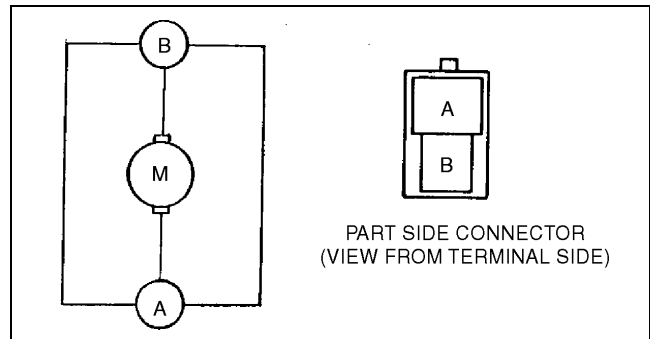 B
M
A
A
B
PART SIDE CONNECTOR
(VIEW FROM TERMINAL SIDE)